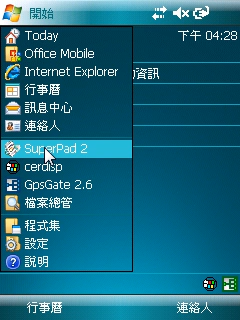 開始
下午 04:28
Today
Office Mobile
Internet Explorer
行事曆
訊息中心
連絡人
資訊
SuperPad 2
cerdisp
GpsGate 2.6
檔案總管
程式集
設定
說明
行事曆
連絡人